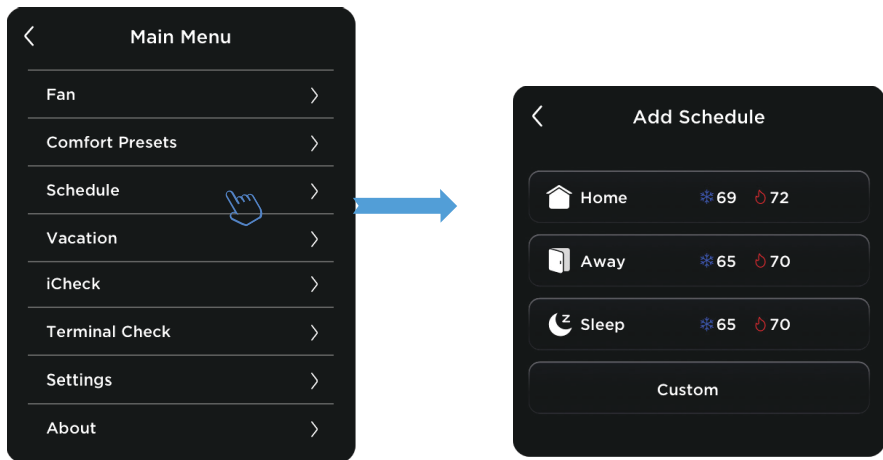 Main Menu
Fan
Comfort Presets
Schedule
Vacation
iCheck
Terminal Check
Settings
About
Add Schedule
Home 69 72
Away 65 70
Z Sleep 65 70
Custom